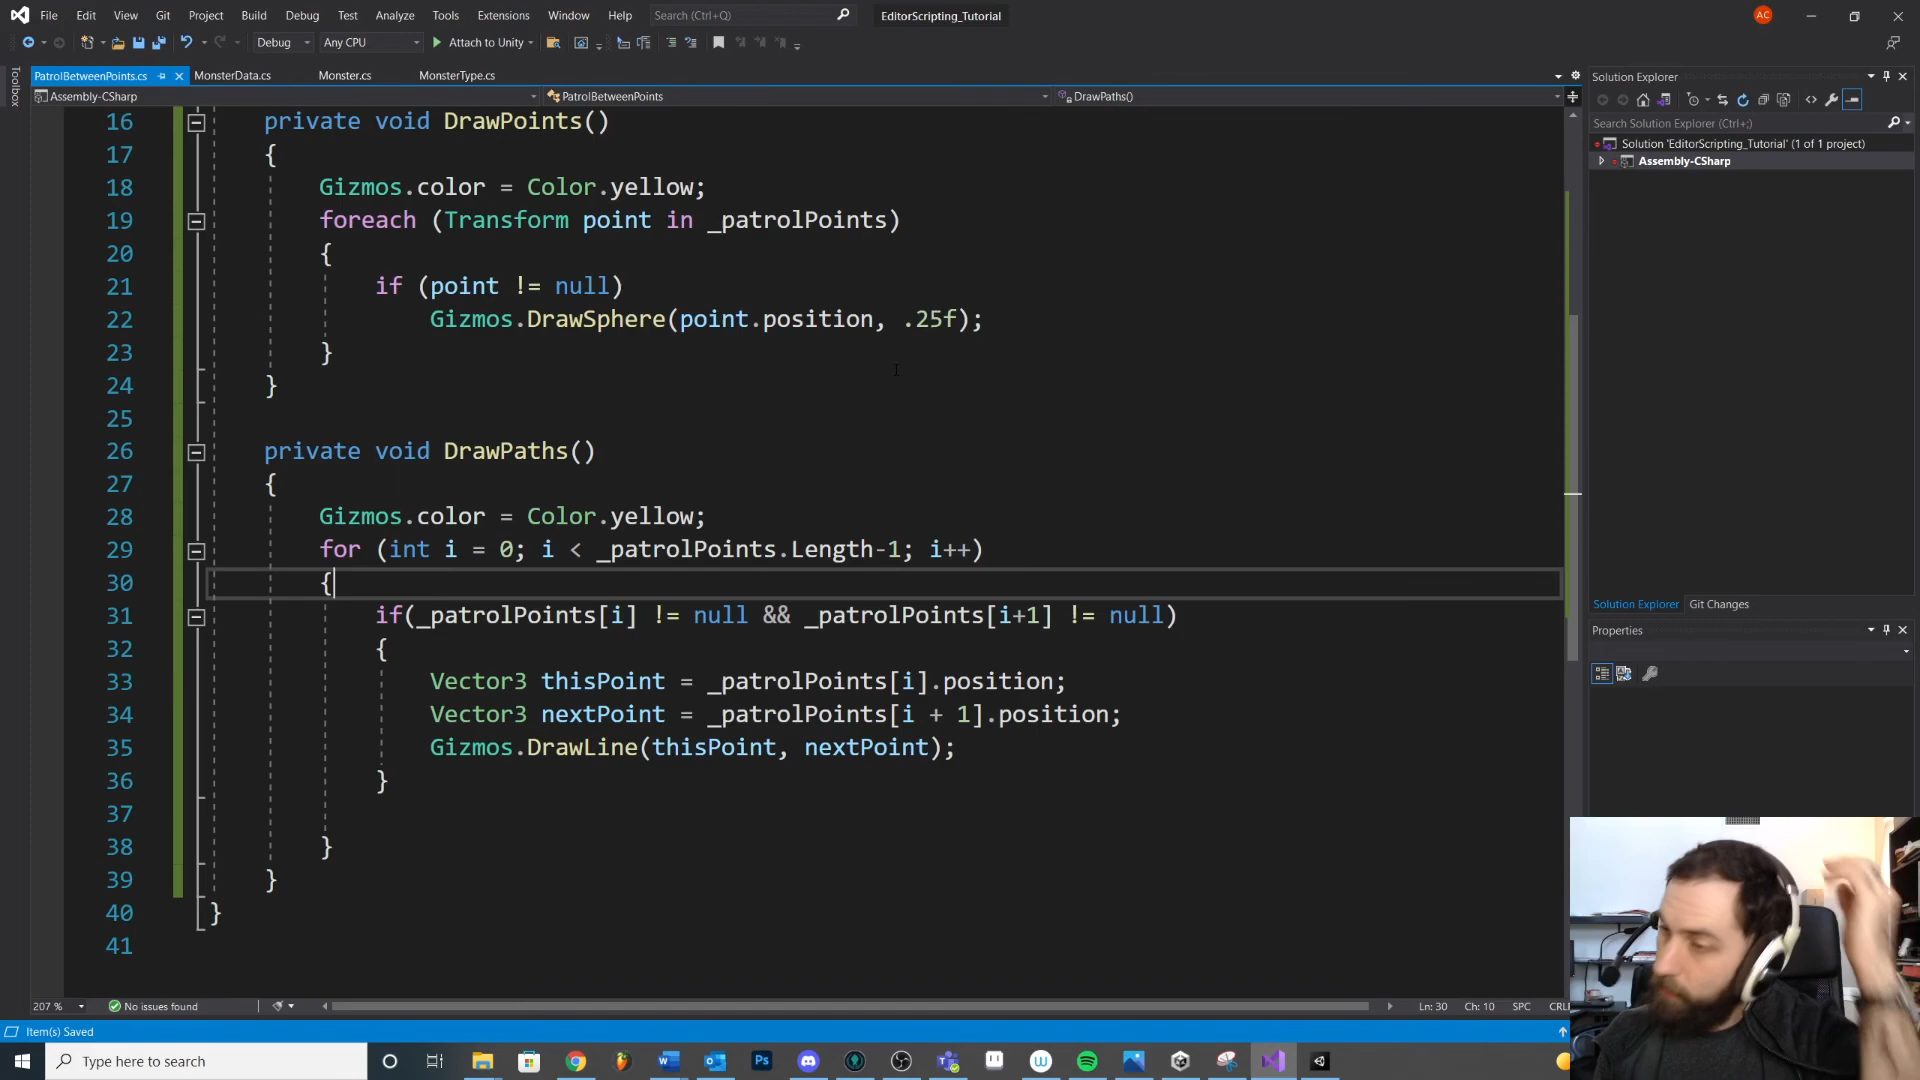 File Edit View Git Project Build Debug Test Analyze Tools Extensions Window Help Search (Ctrl+Q) EditorScripting_Tutorial AC
Debug Any CPU Attach to Unity
Toolbox
PatrolBetweenPoints.cs MonsterData.cs Monster.cs MonsterType.cs
Assembly-CSharp PatrolBetweenPoints DrawPaths()
16 private void DrawPoints()
17 {
18 Gizmos.color = Color.yellow;
19 foreach (Transform point in _patrolPoints)
20 {
21 if (point != null)
22 Gizmos.DrawSphere(point.position, .25f);
23 }
24 }
25
26 private void DrawPaths()
27 {
28 Gizmos.color = Color.yellow;
29 for (int i = 0; i < _patrolPoints.Length-1; i++)
30 {
31 if(_patrolPoints[i] != null && _patrolPoints[i+1] != null)
32 {
33 Vector3 thisPoint = _patrolPoints[i].position;
34 Vector3 nextPoint = _patrolPoints[i + 1].position;
35 Gizmos.DrawLine(thisPoint, nextPoint);
36 }
37
38 }
39 }
40 }
41
Solution Explorer
Search Solution Explorer (Ctrl+;)
Solution 'EditorScripting_Tutorial' (1 of 1 project)
Assembly-CSharp
Solution Explorer Git Changes
Properties
207 % No issues found Ln: 30 Ch: 10 SPC CRL
Item(s) Saved
Type here to search